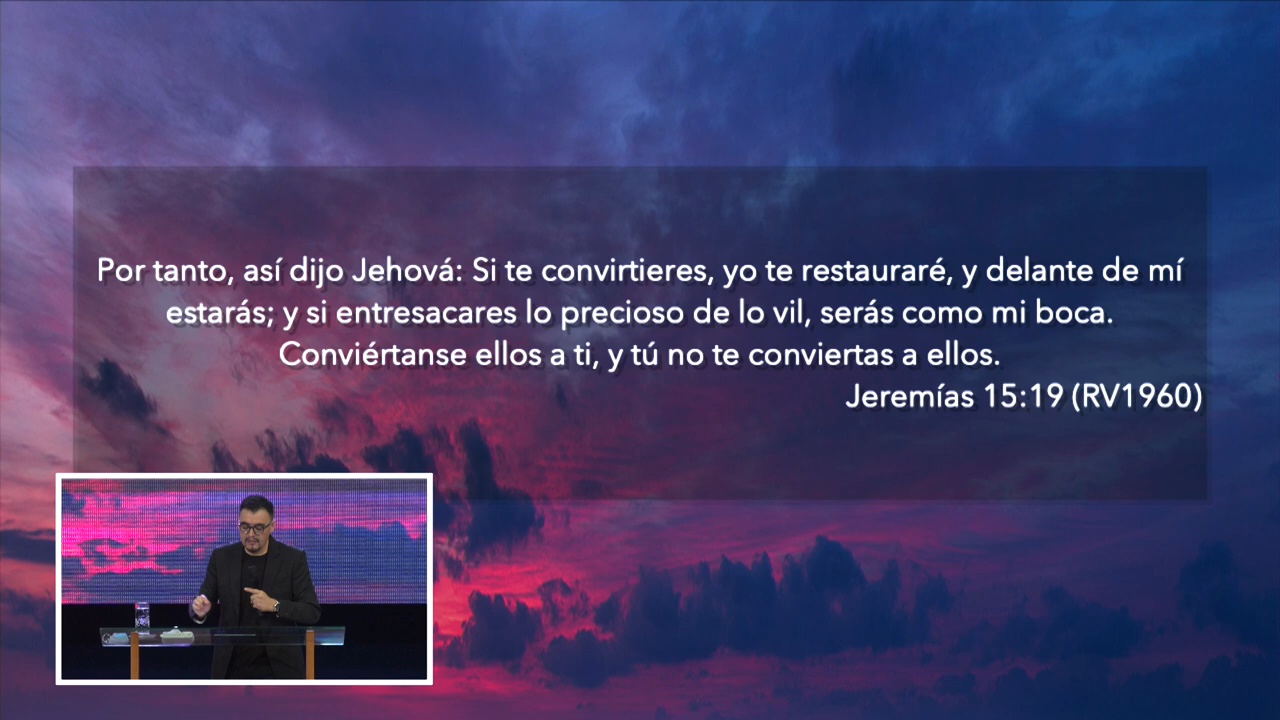 Por tanto, así dijo Jehová: Si te convirtieres, yo te restauraré, y delante de mí
estarás; y si entresacares lo precioso de lo vil, serás como mi boca.
Conviértanse ellos a ti, y tú no te conviertas a ellos.
Jeremías 15:19 (RV1960)